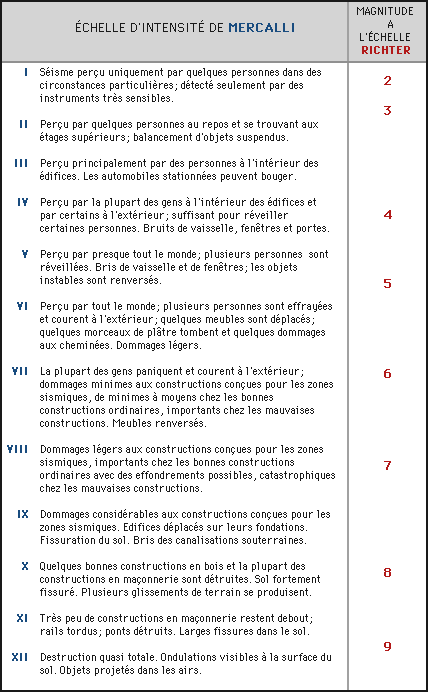 ÉCHELLE D'INTENSITÉ DE MERCALLI
MAGNITUDE
A
L'ÉCHELLE
RICHTER
I Séisme perçu uniquement par quelques personnes dans des
circonstances particulières; détecté seulement par des
instruments très sensibles.
2
3
II Perçu par quelques personnes au repos et se trouvant aux
étages supérieurs; balancement d'objets suspendus.
III Perçu principalement par des personnes à l'intérieur des
édifices. Les automobiles stationnées peuvent bouger.
IV Perçu par la plupart des gens à l'intérieur des édifices et
par certains à l'extérieur; suffisant pour réveiller
certaines personnes. Bruits de vaisselle, fenêtres et portes.
4
V Perçu par presque tout le monde; plusieurs personnes sont
réveillées. Bris de vaisselle et de fenêtres; les objets
instables sont renversés.
5
VI Perçu par tout le monde; plusieurs personnes sont effrayées
et courent à l'extérieur; quelques meubles sont déplacés;
quelques morceaux de plâtre tombent et quelques dommages
aux cheminées. Dommages légers.
VII La plupart des gens paniquent et courent à l'extérieur;
dommages minimes aux constructions conçues pour les zones
sismiques, de minimes à moyens chez les bonnes
constructions ordinaires, importants chez les mauvaises
constructions. Meubles renversés.
6
VIII Dommages légers aux constructions conçues pour les zones
sismiques, importants chez les bonnes constructions
ordinaires avec des effondrements possibles, catastrophiques
chez les mauvaises constructions.
7
IX Dommages considérables aux constructions conçues pour les
zones sismiques. Edifices déplacés sur leurs fondations.
Fissuration du sol. Bris des canalisations souterraines.
X Quelques bonnes constructions en bois et la plupart des
constructions en maçonnerie sont détruites. Sol fortement
fissuré. Plusieurs glissements de terrain se produisent.
8
XI Très peu de constructions en maçonnerie restent debout;
rails tordus; ponts détruits. Larges fissures dans le sol.
9
XII Destruction quasi totale. Ondulations visibles à la surface du
sol. Objets projetés dans les airs.